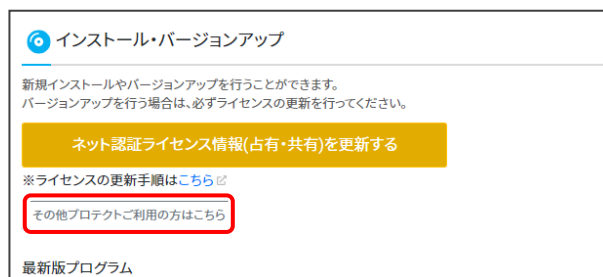 インストール・バージョンアップ
新規インストールやバージョンアップを行うことができます。
バージョンアップを行う場合は、必ずライセンスの更新を行ってください。
ネット認証ライセンス情報(占有・共有)を更新する
※ライセンスの更新手順はこちら
その他プロテクトご利用の方はこちら
最新版プログラム